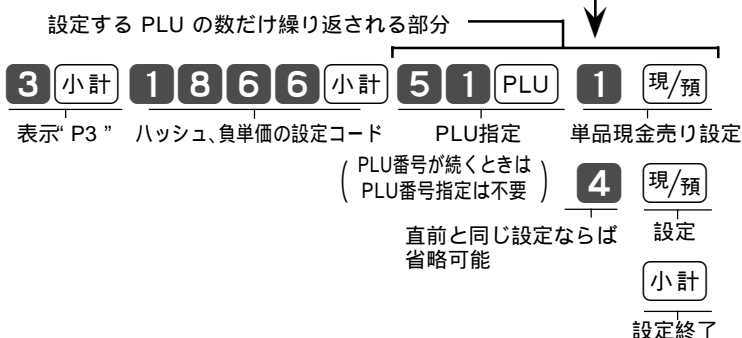 設定する PLU の数だけ繰り返される部分
3 小計 1 8 6 6 小計 5 1 PLU 1 現/預
表示“ P3 ” ハッシュ、負単価の設定コード PLU指定 単品現金売り設定
( PLU番号が続くときは
PLU番号指定は不要 )
4 現/預
直前と同じ設定ならば
省略可能
設定
小計
設定終了